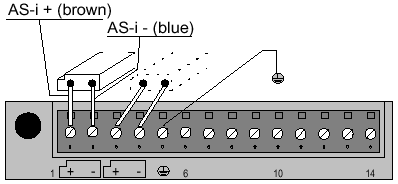 AS-i + (brown)
AS-i - (blue)
1 + - + - 6 10 14